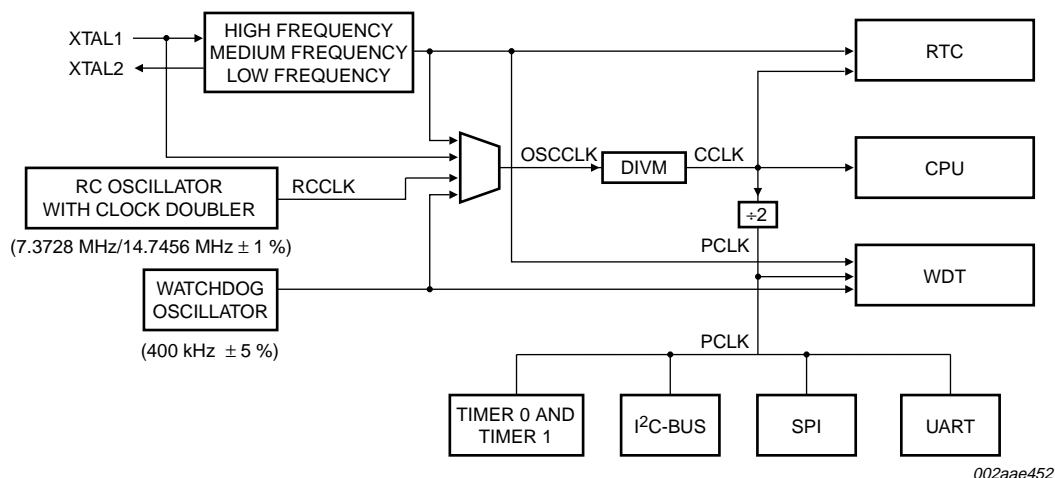 XTAL1
XTAL2
HIGH FREQUENCY
MEDIUM FREQUENCY
LOW FREQUENCY
RTC
OSCCLK
DIVM
CCLK
CPU
RC OSCILLATOR
WITH CLOCK DOUBLER
RCCLK
(7.3728 MHz/14.7456 MHz ± 1 %)
÷2
PCLK
WDT
WATCHDOG
OSCILLATOR
(400 kHz ± 5 %)
PCLK
TIMER 0 AND
TIMER 1
I²C-BUS
SPI
UART
002aae452